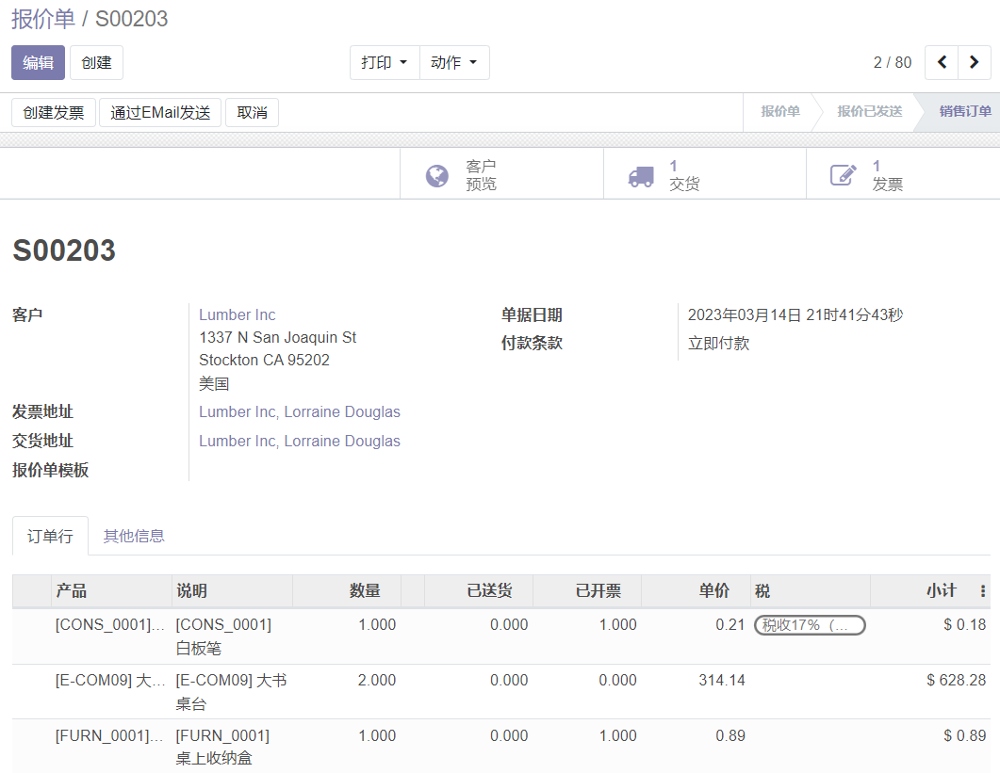 报价单 / S00203
编辑 创建 打印 动作 2 / 80
创建发票 通过EMail发送 取消 报价单 报价已发送 销售订单
客户 1 1
预览 交货 发票
S00203
客户 Lumber Inc 单据日期 2023年03月14日 21时41分43秒
1337 N San Joaquin St 付款条款 立即付款
Stockton CA 95202
美国
发票地址 Lumber Inc, Lorraine Douglas
交货地址 Lumber Inc, Lorraine Douglas
报价单模板
订单行 其他信息
产品 说明 数量 已送货 已开票 单价 税 小计
[CONS_0001]... [CONS_0001] 1.000 0.000 1.000 0.21 税收17%（... $ 0.18
白板笔
[E-COM09] 大... [E-COM09] 大书 2.000 0.000 0.000 314.14 $ 628.28
桌台
[FURN_0001]... [FURN_0001] 1.000 0.000 1.000 0.89 $ 0.89
桌上收纳盒